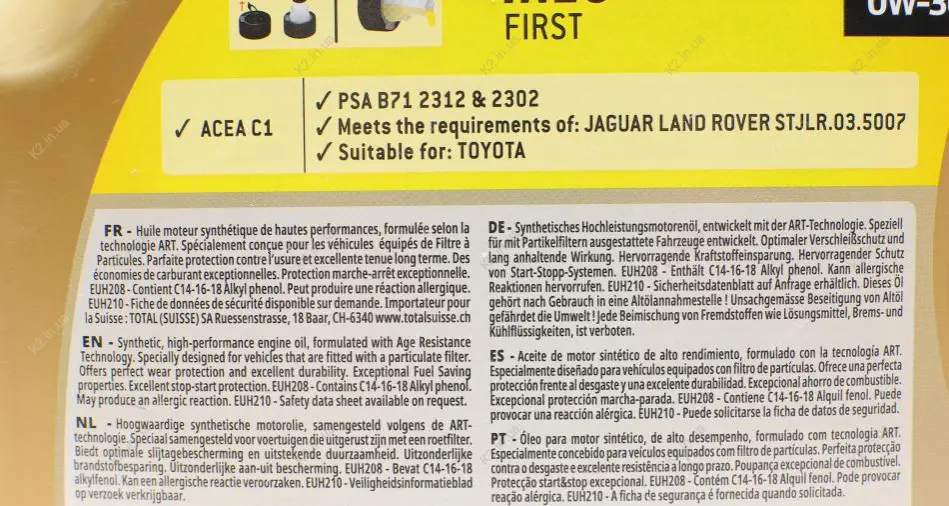 FIRST
0W-30
✓ ACEA C1
✓ PSA B71 2312 & 2302
✓ Meets the requirements of: JAGUAR LAND ROVER STJLR.03.5007
✓ Suitable for: TOYOTA
FR - Huile moteur synthétique de hautes performances, formulée selon la
technologie ART. Spécialement conçue pour les véhicules équipés de Filtre à
Particules. Parfaite protection contre l'usure et excellente tenue long terme. Des
économies de carburant exceptionnelles. Protection marche-arrêt exceptionnelle.
EUH208 - Contient C14-16-18 Alkyl phenol. Peut produire une réaction allergique.
EUH210 - Fiche de données de sécurité disponible sur demande. Importateur pour
la Suisse : TOTAL (SUISSE) SA Ruessenstrasse, 18 Baar, CH-6340 www.totalsuisse.ch
EN - Synthetic, high-performance engine oil, formulated with Age Resistance
Technology. Specially designed for vehicles that are fitted with a particulate filter.
Offers perfect wear protection and excellent durability. Exceptional Fuel Saving
properties. Excellent stop-start protection. EUH208 - Contains C14-16-18 Alkyl phenol.
May produce an allergic reaction. EUH210 - Safety data sheet available on request.
NL - Hoogwaardige synthetische motorolie, samengesteld volgens de ART-
technologie. Speciaal samengesteld voor voertuigen die uitgerust zijn met een roetfilter.
Biedt optimale slijtagebescherming en uitstekende duurzaamheid. Uitzonderlijke
brandstofbesparing. Uitzonderlijke aan-uit bescherming. EUH208 - Bevat C14-16-18
alkylfenol. Kan een allergische reactie veroorzaken. EUH210 - Veiligheidsinformatieblad
op verzoek verkrijgbaar.
DE - Synthetisches Hochleistungsmotorenöl, entwickelt mit der ART-Technologie. Speziell
für mit Partikelfiltern ausgestattete Fahrzeuge entwickelt. Optimaler Verschleißschutz und
lang anhaltende Wirkung. Hervorragende Kraftstoffeinsparung. Hervorragender Schutz
von Start-Stopp-Systemen. EUH208 - Enthält C14-16-18 Alkyl phenol. Kann allergische
Reaktionen hervorrufen. EUH210 - Sicherheitsdatenblatt auf Anfrage erhältlich. Dieses Öl
gehört nach Gebrauch in eine Altölannahmestelle ! Unsachgemässe Beseitigung von Altöl
gefährdet die Umwelt ! Jede Beimischung von Fremdstoffen wie Lösungsmittel, Brems- und
Kühlflüssigkeiten, ist verboten.
ES - Aceite de motor sintético de alto rendimiento, formulado con la tecnología ART.
Especialmente diseñado para vehículos equipados con filtro de partículas. Ofrece una perfecta
protección frente al desgaste y una excelente durabilidad. Excepcional ahorro de combustible.
Excepcional protección marcha-parada. EUH208 - Contiene C14-16-18 Alquil fenol. Puede
provocar una reacción alérgica. EUH210 - Puede solicitarse la ficha de datos de seguridad.
PT - Óleo para motor sintético, de alto desempenho, formulado com tecnologia ART.
Especialmente concebido para veículos equipados com filtro de partículas. Perfeita protecção
contra o desgaste e excelente resistência a longo prazo. Poupança excepcional de combustível.
Protecção start&stop excepcional. EUH208 - Contém C14-16-18 Alquil fenol. Pode provocar
reação alérgica. EUH210 - A ficha de segurança é fornecida quando solicitada.
K2.in.ua